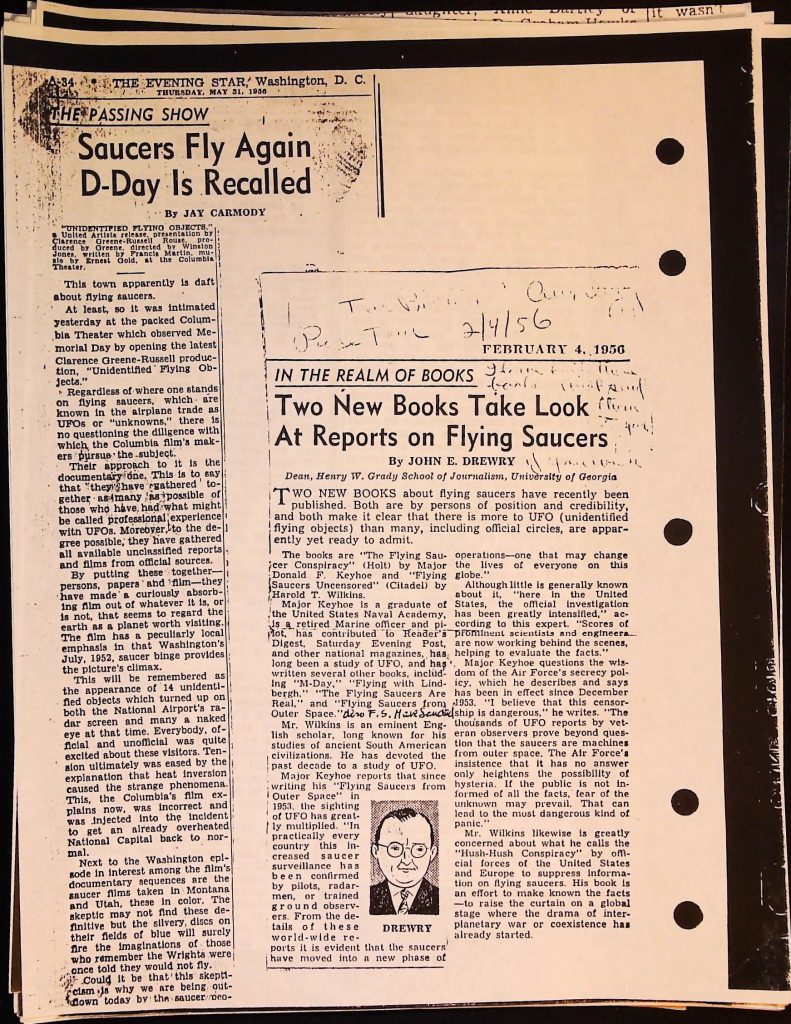 daughter, Anne Bartley of
it wasn't
Dr. Graham Hawks
A-34 THE EVENING STAR, Washington, D. C.
THURSDAY, MAY 31, 1956
THE PASSING SHOW
Saucers Fly Again
D-Day Is Recalled
By JAY CARMODY
"UNIDENTIFIED FLYING OBJECTS,"
a United Artists release, presentation by
Clarence Greene-Russell Rouse, pro-
duced by Greene, directed by Winston
Jones, written by Francis Martin, mu-
sic by Ernest Gold, at the Columbia
Theater.
This town apparently is daft
about flying saucers.
At least, so it was intimated
yesterday at the packed Colum-
bia Theater which observed Me-
morial Day by opening the latest
Clarence Greene-Russell produc-
tion, "Unidentified Flying Ob-
jects."
Regardless of where one stands
on flying saucers, which are
known in the airplane trade as
UFOs or "unknowns," there is
no questioning the diligence with
which the Columbia film's mak-
ers pursue the subject.
Their approach to it is the
documentary one. This is to say
that "they have gathered to-
gether as many as possible of
those who have had what might
be called professional experience
with UFOs. Moreover, to the de-
gree possible, they have gathered
all available unclassified reports
and films from official sources.
By putting these together—
persons, papers and film—they
have made a curiously absorb-
ing film out of whatever it is, or
is not, that seems to regard the
earth as a planet worth visiting.
The film has a peculiarly local
emphasis in that Washington's
July, 1952, saucer binge provides
the picture's climax.
This will be remembered as
the appearance of 14 unidenti-
fied objects which turned up on
both the National Airport's ra-
dar screen and many a naked
eye at that time. Everybody, of-
ficial and unofficial was quite
excited about these visitors. Ten-
sion ultimately was eased by the
explanation that heat inversion
caused the strange phenomena.
This, the Columbia's film ex-
plains now, was incorrect and
was injected into the incident
to get an already overheated
National Capital back to nor-
mal.
Next to the Washington epi-
sode in interest among the film's
documentary sequences are the
saucer films taken in Montana
and Utah, these in color. The
skeptic may not find these de-
finitive but the silvery, discs on
their fields of blue will surely
fire the imaginations of those
who remember the Wrights were
once told they would not fly.
Could it be that this skepti-
cism is why we are being out-
flown today by the saucer peo-
2/4/56
FEBRUARY 4, 1956
IN THE REALM OF BOOKS
Two New Books Take Look
At Reports on Flying Saucers
By JOHN E. DREWRY
Dean, Henry W. Grady School of Journalism, University of Georgia
TWO NEW BOOKS about flying saucers have recently been
published. Both are by persons of position and credibility,
and both make it clear that there is more to UFO (unidentified
flying objects) than many, including official circles, are appar-
ently yet ready to admit.
The books are "The Flying Sau-
cer Conspiracy" (Holt) by Major
Donald F. Keyhoe and "Flying
Saucers Uncensored" (Citadel) by
Harold T. Wilkins.
Major Keyhoe is a graduate of
the United States Naval Academy,
is a retired Marine officer and pi-
lot, has contributed to Reader's
Digest, Saturday Evening Post,
and other national magazines, has
long been a study of UFO, and has
written several other books, includ-
ing "M-Day," "Flying with Lind-
bergh," "The Flying Saucers Are
Real," and "Flying Saucers from
Outer Space."
Mr. Wilkins is an eminent Eng-
lish scholar, long known for his
studies of ancient South American
civilizations. He has devoted the
past decade to a study of UFO.
Major Keyhoe reports that since
writing his "Flying Saucers from
Outer Space" in
1953, the sighting
of UFO has great-
ly multiplied. "In
practically every
country this in-
creased saucer
surveillance has
been confirmed
by pilots, radar-
men, or trained
ground observ-
ers. From the de-
tails of these
world-wide re-
ports it is evident that the saucers
have moved into a new phase of
DREWRY
operations—one that may change
the lives of everyone on this
globe."
Although little is generally known
about it, "here in the United
States, the official investigation
has been greatly intensified," ac-
cording to this expert. "Scores of
prominent scientists and engineers
are now working behind the scenes,
helping to evaluate the facts."
Major Keyhoe questions the wis-
dom of the Air Force's secrecy pol-
icy, which he describes and says
has been in effect since December
1953. "I believe that this censor-
ship is dangerous," he writes. "The
thousands of UFO reports by vet-
eran observers prove beyond ques-
tion that the saucers are machines
from outer space. The Air Force's
insistence that it has no answer
only heightens the possibility of
hysteria. If the public is not in-
formed of all the facts, fear of the
unknown may prevail. That can
lead to the most dangerous kind of
panic."
Mr. Wilkins likewise is greatly
concerned about what he calls the
"Hush-Hush Conspiracy" by offi-
cial forces of the United States
and Europe to suppress informa-
tion on flying saucers. His book is
an effort to make known the facts
—to raise the curtain on a global
stage where the drama of inter-
planetary war or coexistence has
already started.